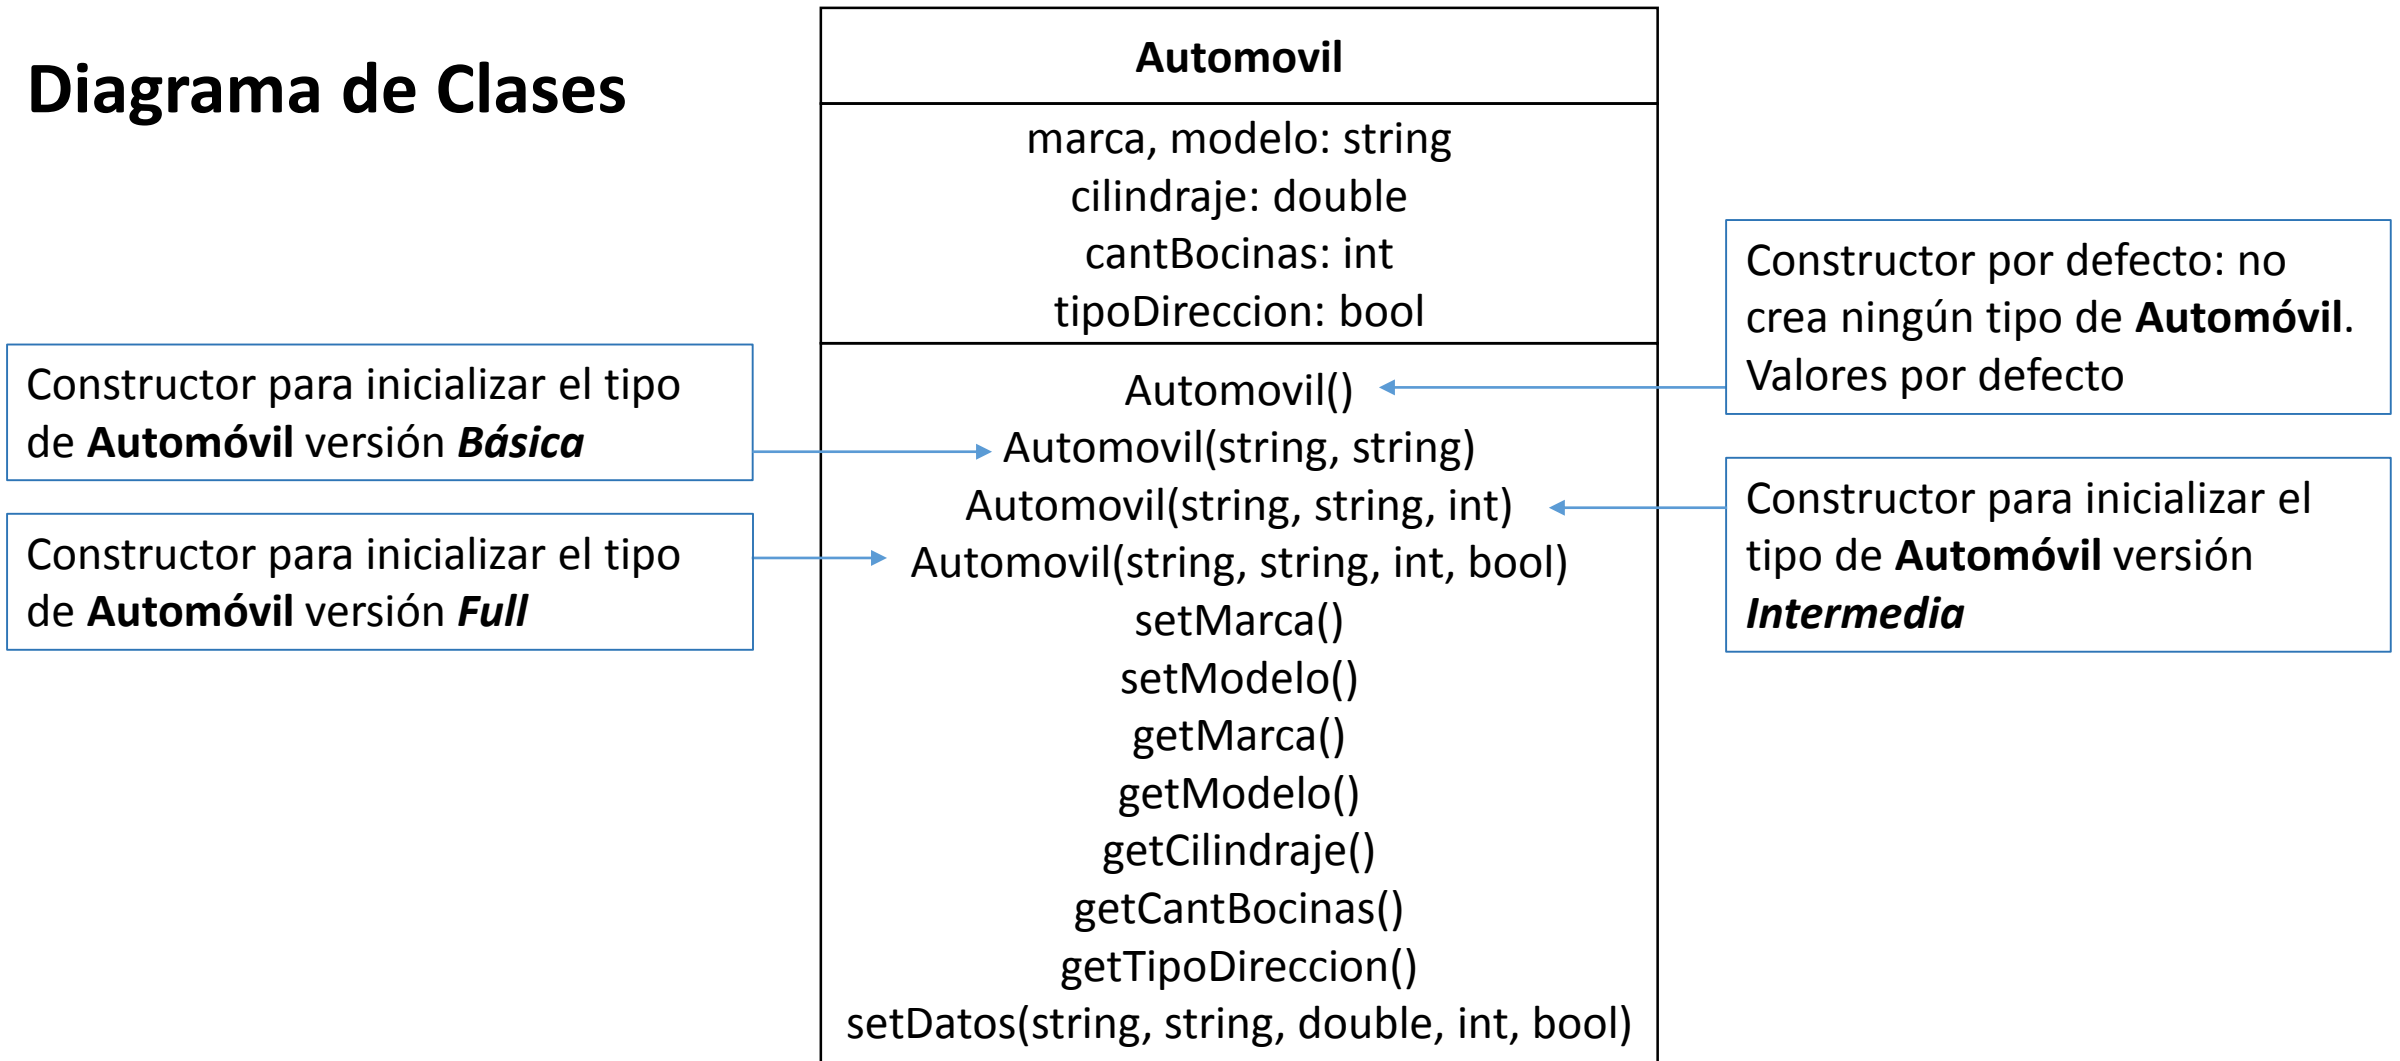 Diagrama de Clases
Automovil
marca, modelo: string
cilindraje: double
cantBocinas: int
tipoDireccion: bool
Automovil()
Automovil(string, string)
Automovil(string, string, int)
Automovil(string, string, int, bool)
setMarca()
setModelo()
getMarca()
getModelo()
getCilindraje()
getCantBocinas()
getTipoDireccion()
setDatos(string, string, double, int, bool)
Constructor para inicializar el tipo
de Automóvil versión Básica
Constructor para inicializar el tipo
de Automóvil versión Full
Constructor por defecto: no
crea ningún tipo de Automóvil.
Valores por defecto
Constructor para inicializar el
tipo de Automóvil versión
Intermedia